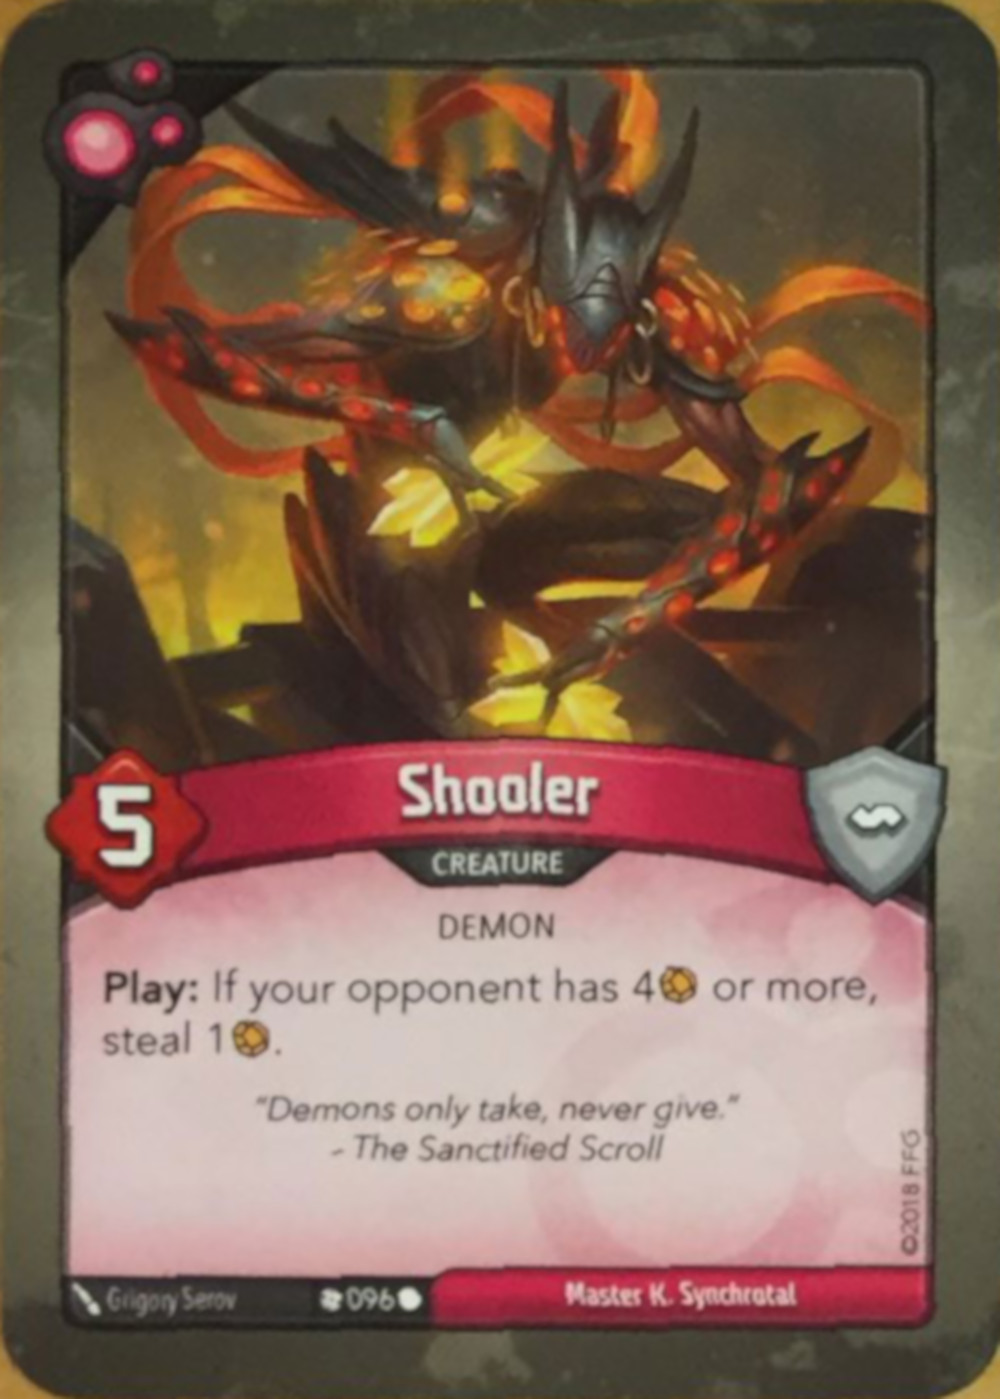 5
Shooler
CREATURE
DEMON
Play: If your opponent has 4 or more,
steal 1.
"Demons only take, never give."
- The Sanctified Scroll
©2018 FFG
Grigory Serov
096
Master K. Synchrotal